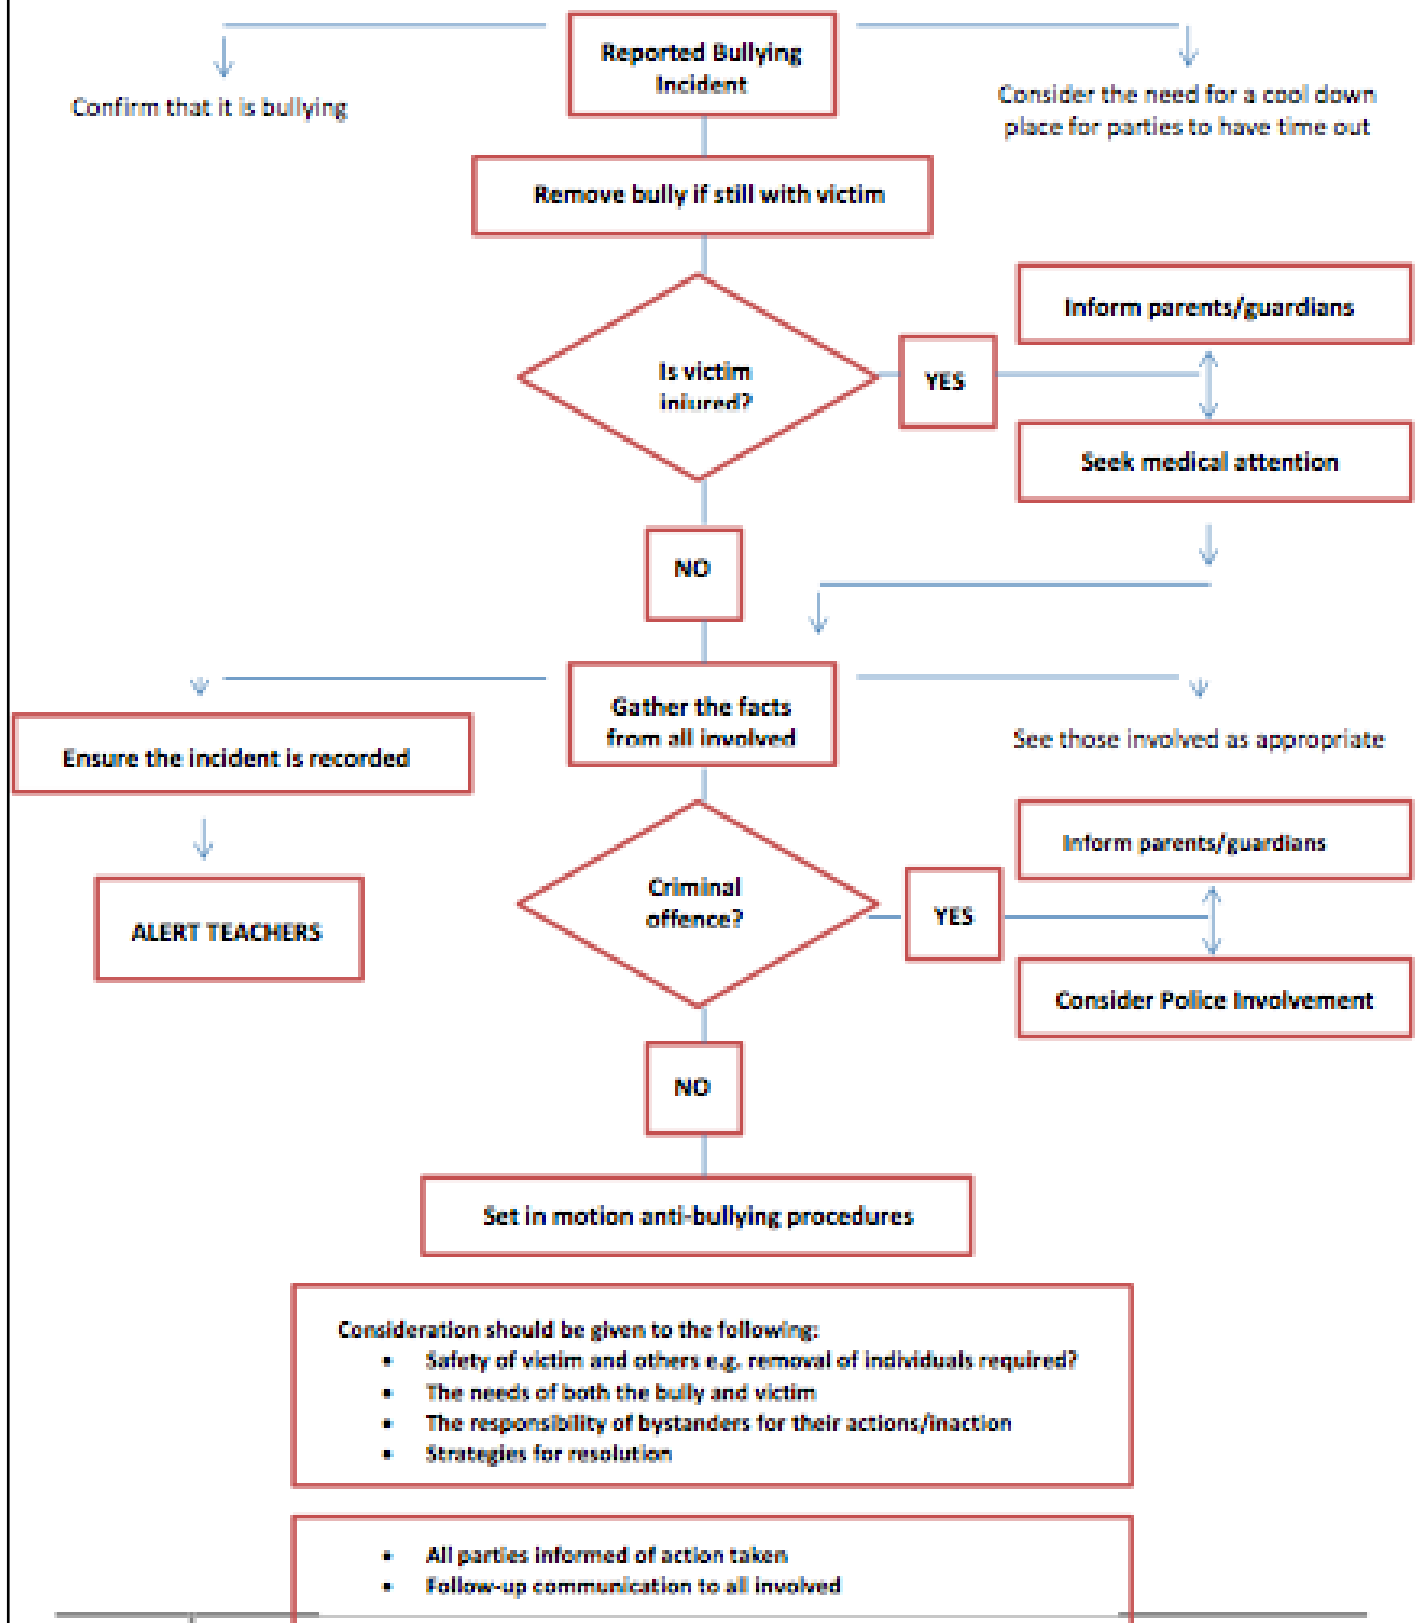 Reported Bullying
Incident
Confirm that it is bullying
Consider the need for a cool down
place for parties to have time out
Remove bully if still with victim
Inform parents/guardians
Is victim
injured?
YES
Seek medical attention
NO
Gather the facts
from all involved
Ensure the incident is recorded
See those involved as appropriate
Inform parents/guardians
Criminal
offence?
YES
ALERT TEACHERS
Consider Police Involvement
NO
Set in motion anti-bullying procedures
Consideration should be given to the following:
• Safety of victim and others e.g. removal of individuals required?
• The needs of both the bully and victim
• The responsibility of bystanders for their actions/inaction
• Strategies for resolution
• All parties informed of action taken
• Follow-up communication to all involved